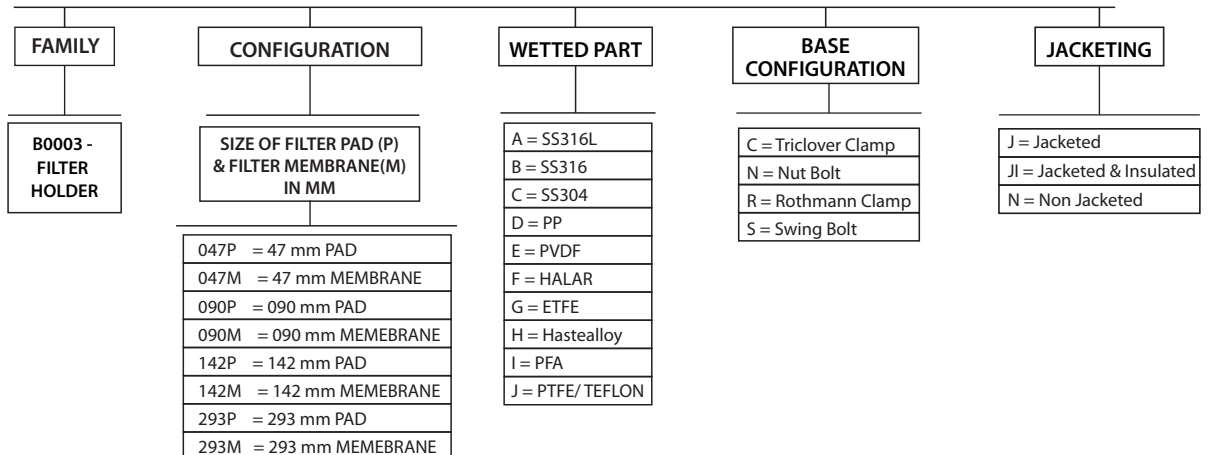 FAMILY
B0003 -
FILTER
HOLDER
CONFIGURATION
SIZE OF FILTER PAD (P)
& FILTER MEMBRANE(M)
IN MM
047P = 47 mm PAD
047M = 47 mm MEMBRANE
090P = 090 mm PAD
090M = 090 mm MEMEBRANE
142P = 142 mm PAD
142M = 142 mm MEMEBRANE
293P = 293 mm PAD
293M = 293 mm MEMEBRANE
WETTED PART
A = SS316L
B = SS316
C = SS304
D = PP
E = PVDF
F = HALAR
G = ETFE
H = Hastealloy
I = PFA
J = PTFE/ TEFLON
BASE
CONFIGURATION
C = Triclover Clamp
N = Nut Bolt
R = Rothmann Clamp
S = Swing Bolt
JACKETING
J = Jacketed
JI = Jacketed & Insulated
N = Non Jacketed